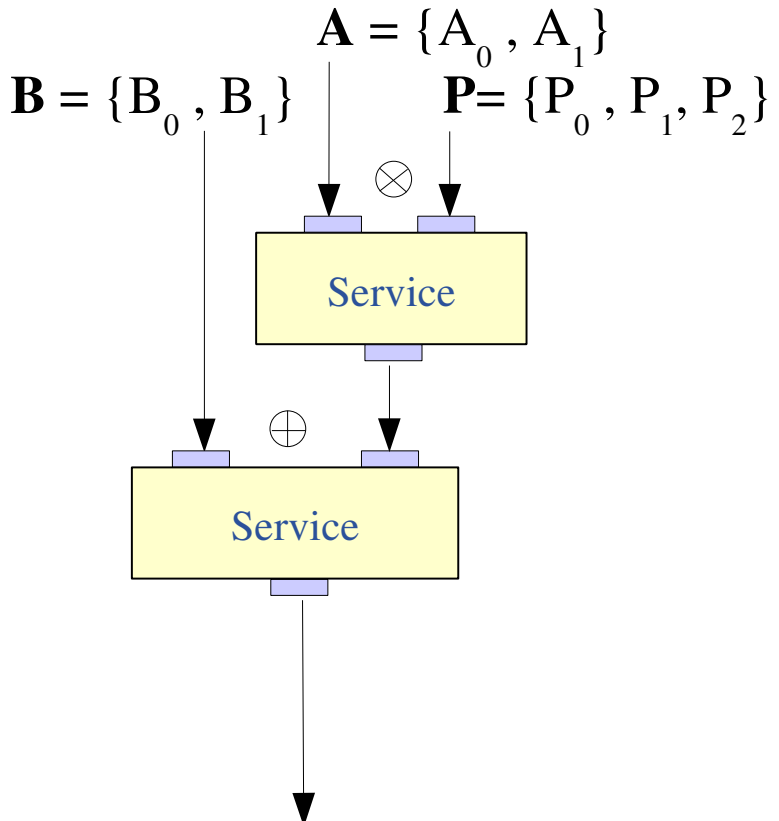 A = {A₀ , A₁}
B = {B₀ , B₁}
P= {P₀ , P₁, P₂}
⊗
Service
⊕
Service